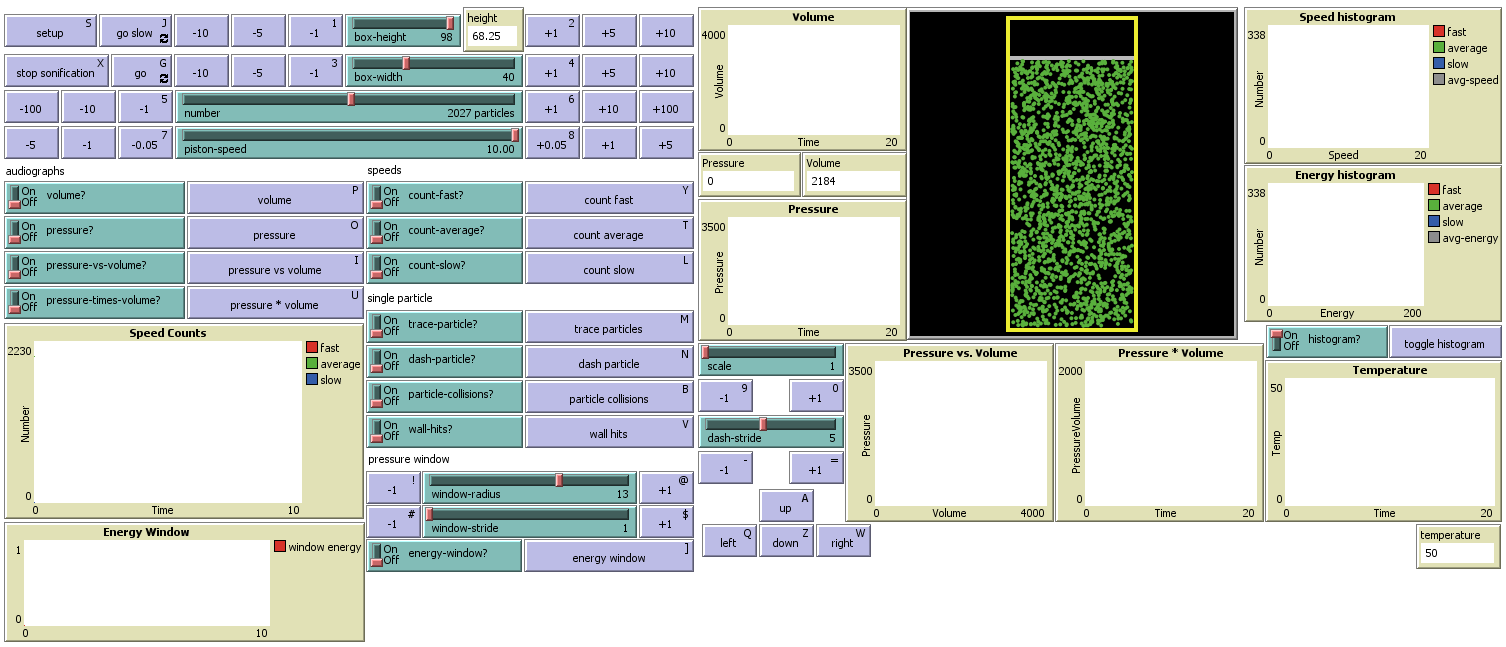 setup S
go slow J
-10
-5
-1 1
box-height 98
height
68.25
+1 2
+5
+10
stop sonification X
go G
-10
-5
-1 3
box-width 40
+1 4
+5
+10
-100
-10
-1 5
number 2027 particles
+1 6
+10
+100
-5
-1
-0.05 7
piston-speed 10.00
+0.05 8
+1
+5
audiographs
On
Off
volume?
volume P
On
Off
pressure?
pressure O
On
Off
pressure-vs-volume?
pressure vs volume I
On
Off
pressure-times-volume?
pressure * volume U
speeds
On
Off
count-fast?
count fast Y
On
Off
count-average?
count average T
On
Off
count-slow?
count slow L
single particle
On
Off
trace-particle?
trace particles M
On
Off
dash-particle?
dash particle N
On
Off
particle-collisions?
particle collisions B
On
Off
wall-hits?
wall hits V
pressure window
-1 !
window-radius 13
+1 @
-1 #
window-stride 1
+1 $
On
Off
energy-window?
energy window ]
Speed Counts
2230
Number
0
Time 10
fast
average
slow
Energy Window
1
0
0 10
window energy
Volume
4000
Volume
0
0 Time 20
Pressure
0
Volume
2184
Pressure
3500
Pressure
0
0 Time 20
scale 1
-1 9
+1 0
dash-stride 5
-1 -
+1 =
up A
left Q
down Z
right W
Pressure vs. Volume
3500
Pressure
0
0 Volume 4000
Pressure * Volume
2000
PressureVolume
0
0 Time 20
Speed histogram
338
Number
0
0 Speed 20
fast
average
slow
avg-speed
Energy histogram
338
Number
0
0 Energy 200
fast
average
slow
avg-energy
On
Off
histogram?
toggle histogram
Temperature
50
Temp
0
0 Time 20
temperature
50